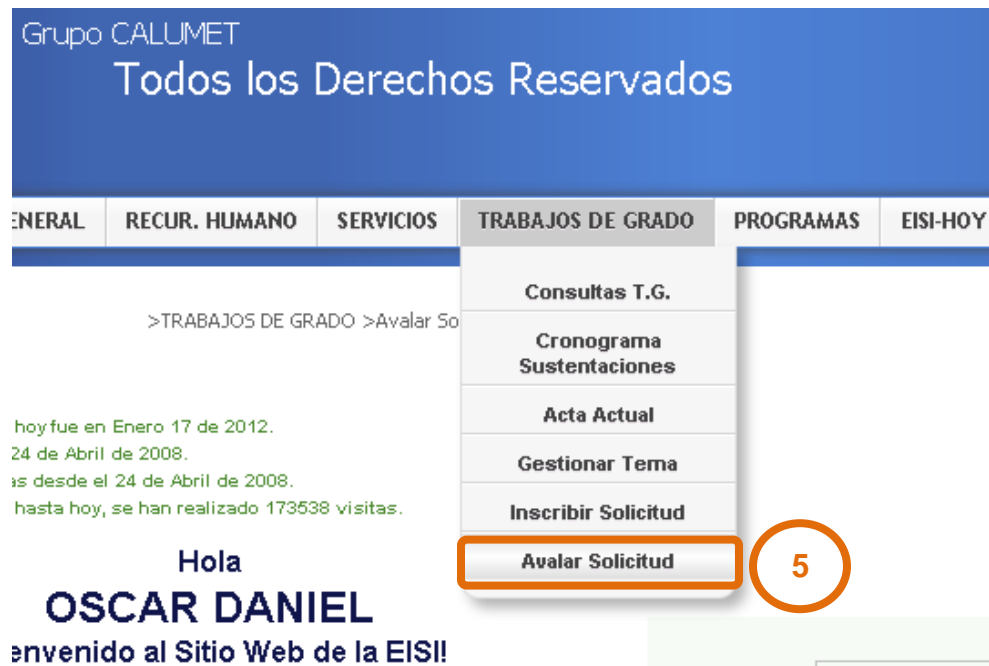 Grupo CALUMET
Todos los Derechos Reservados
ENERAL RECUR. HUMANO SERVICIOS TRABAJOS DE GRADO PROGRAMAS EISI-HOY
Consultas T.G.
>TRABAJOS DE GRADO >Avalar So
Cronograma
Sustentaciones
Acta Actual
hoy fue en Enero 17 de 2012.
24 de Abril de 2008.
Gestionar Tema
as desde el 24 de Abril de 2008.
hasta hoy, se han realizado 173538 visitas.
Inscribir Solicitud
Avalar Solicitud
5
Hola
OSCAR DANIEL
envenido al Sitio Web de la EISI!